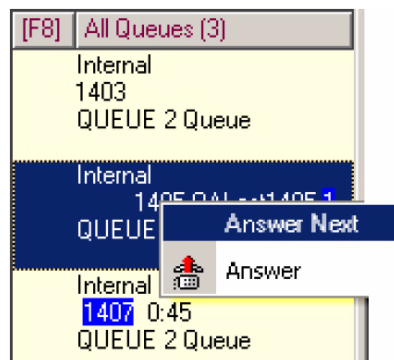 [F8] All Queues (3)
Internal
1403
QUEUE 2 Queue
Internal
1405
QUEUE
Answer Next
Answer
Internal
1407 0:45
QUEUE 2 Queue